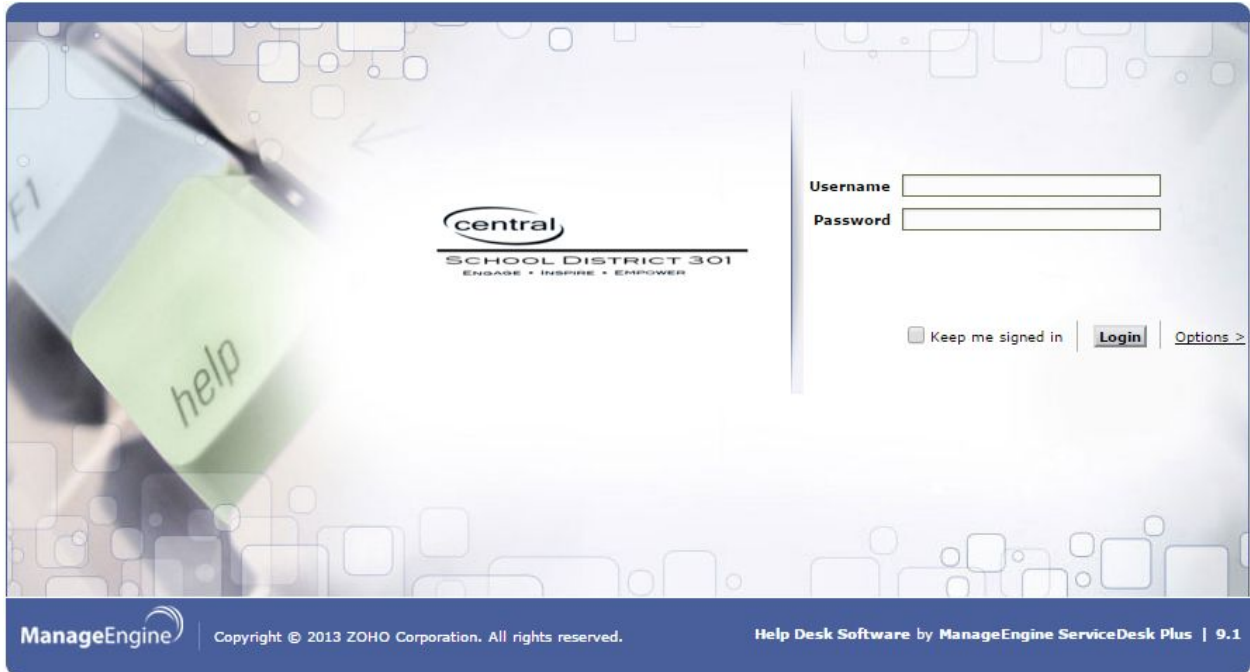 F1
help
central
SCHOOL DISTRICT 301
ENGAGE • INSPIRE • EMPOWER
Username
Password
Keep me signed in
Login
Options >
ManageEngine
Copyright © 2013 ZOHO Corporation. All rights reserved.
Help Desk Software by ManageEngine ServiceDesk Plus | 9.1